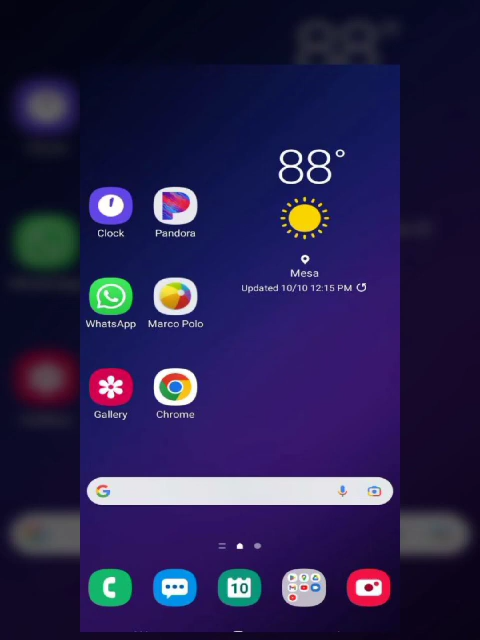 88°
Clock
Pandora
Mesa
Updated 10/10 12:15 PM
WhatsApp
Marco Polo
Gallery
Chrome
10